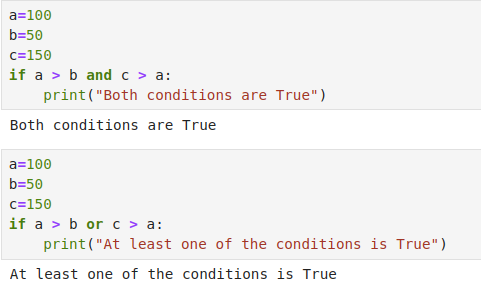 a=100
b=50
c=150
if a > b and c > a:
    print("Both conditions are True")
Both conditions are True
a=100
b=50
c=150
if a > b or c > a:
    print("At least one of the conditions is True")
At least one of the conditions is True